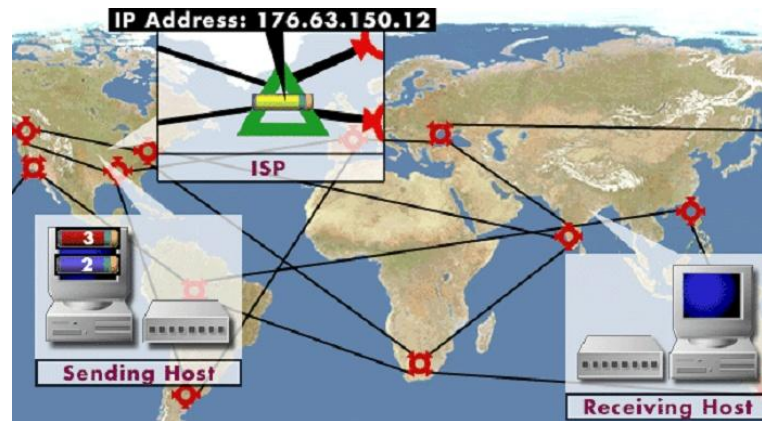 IP Address: 176.63.150.12
ISP
3
2
Sending Host
Receiving Host